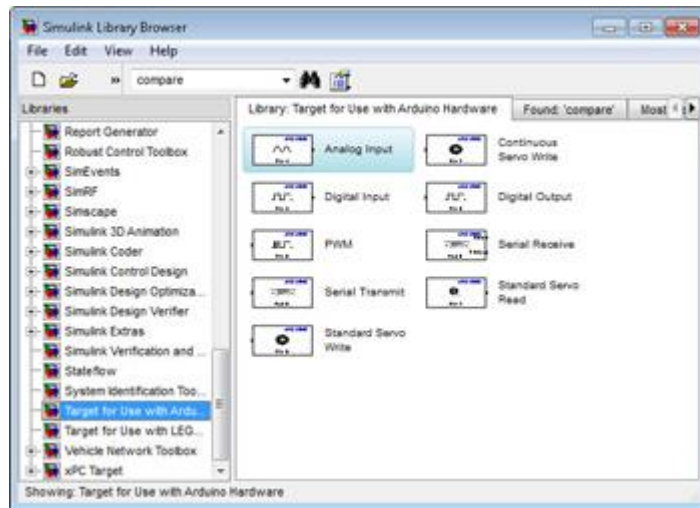 Simulink Library Browser
File Edit View Help
» compare
Libraries
Library: Target for Use with Arduino Hardware
Found: 'compare'
Most
Report Generator
Robust Control Toolbox
SimEvents
SimRF
Simscape
Simulink 3D Animation
Simulink Coder
Simulink Control Design
Simulink Design Optimiza...
Simulink Design Verifier
Simulink Extras
Simulink Verification and ...
Stateflow
System Identification Too...
Target for Use with Ardu...
Target for Use with LEG...
Vehicle Network Toolbox
xPC Target
Analog Input
Continuous
Servo Write
Digital Input
Digital Output
PWM
Serial Receive
Serial Transmit
Standard Servo
Read
Standard Servo
Write
Showing: Target for Use with Arduino Hardware